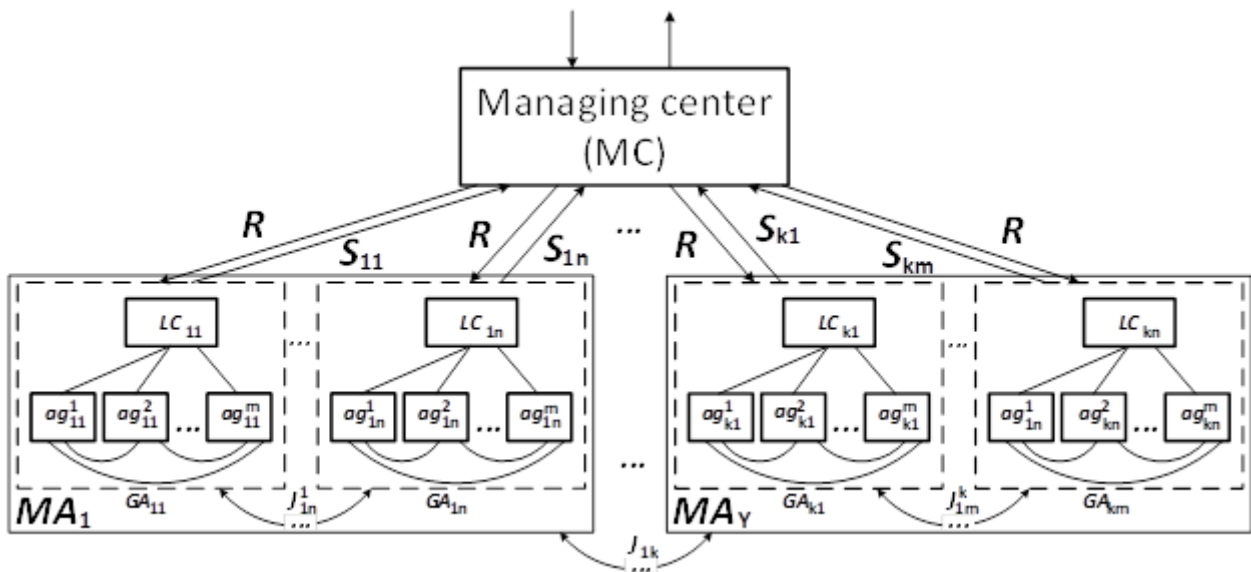 Managing center
(MC)
R S₁₁ R S₁ₙ ... R Sₖ₁ Sₖₘ R
LC₁₁ ... LC₁ₙ LCₖ₁ ... LCₖₙ
ag¹₁₁ ag²₁₁ ... agᵐ₁₁ ag¹₁ₙ ag²₁ₙ ... agᵐ₁ₙ ag¹ₖ₁ ag²ₖ₁ ... agᵐₖ₁ ag¹₁ₙ ag²ₖₙ ... agᵐₖₙ
...
MA₁ GA₁₁ J¹₁ₙ ... GA₁ₙ MAᵧ GAₖ₁ Jᵏ₁ₘ ... GAₖₘ
J₁ₖ
...